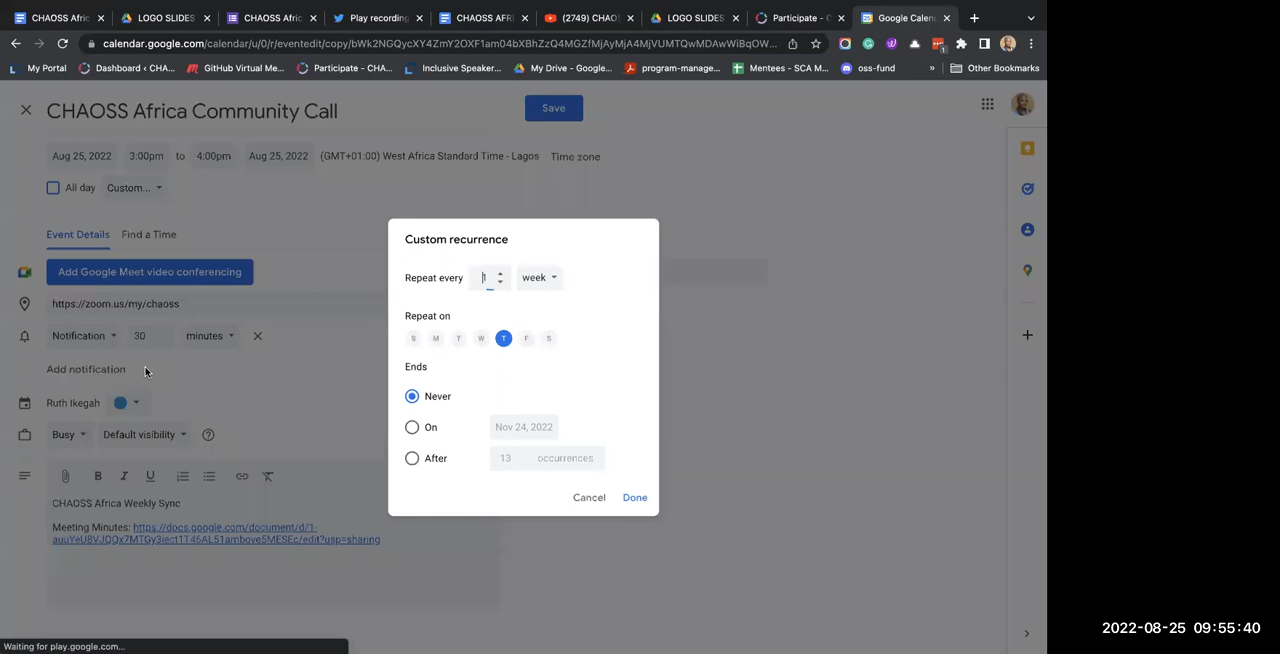 CHAOSS Afric
LOGO SLIDES
CHAOSS Afric
Play recording
CHAOSS AFR
(2749) CHAO
LOGO SLIDES
Participate - C
Google Calen
calendar.google.com/calendar/u/0/r/eventedit/copy/
My Portal
Dashboard ‹ CHA...
GitHub Virtual Me...
Participate - CHA...
Inclusive Speaker...
My Drive - Google...
program-manage...
Mentees - SCA M...
oss-fund
»
Other Bookmarks
CHAOSS Africa Community Call
Save
Aug 25, 2022 3:00pm to 4:00pm Aug 25, 2022 (GMT+01:00) West Africa Standard Time - Lagos Time zone
All day Custom...
Event Details Find a Time
Add Google Meet video conferencing
https://zoom.us/my/chaoss
Notification 30 minutes
Add notification
Ruth Ikegah
Busy Default visibility
B I U
CHAOSS Africa Weekly Sync
Meeting Minutes: https://docs.google.com/document/d/1-
Custom recurrence
Repeat every 1 week
Repeat on
S M T W T F S
Ends
Never
On Nov 24, 2022
After 13 occurrences
Cancel Done
Waiting for play.google.com...
2022-08-25 09:55:40